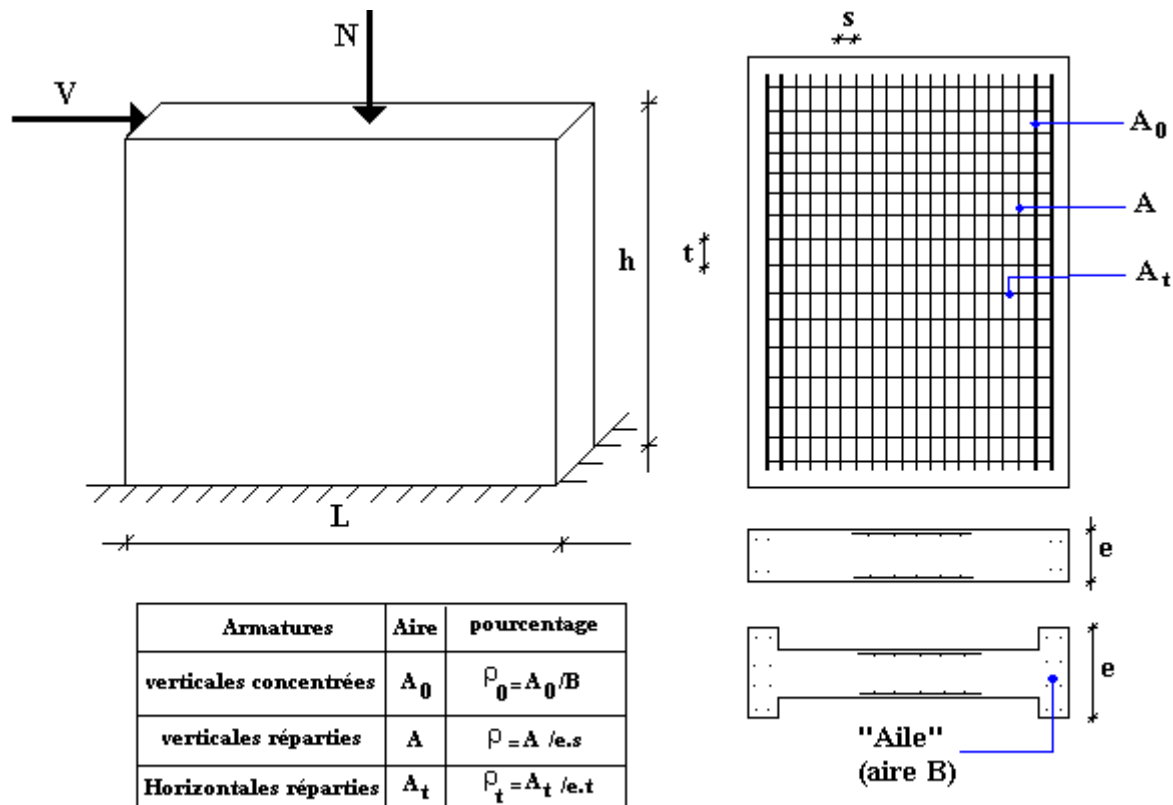 N
V
h
L
s
t
A0
A
At
e
e
"Aile"
(aire B)
Armatures Aire pourcentage
verticales concentrées A0 ρ0=A0/B
verticales réparties A ρ=A/e.s
Horizontales réparties At ρt=At/e.t